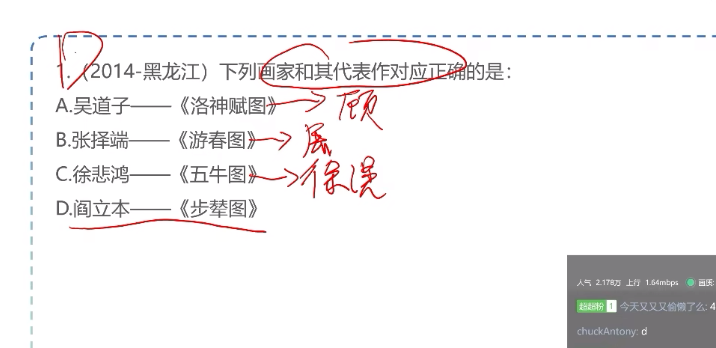 D
1.（2014-黑龙江）下列画家和其代表作对应正确的是：
A.吴道子——《洛神赋图》顾
B.张择端——《游春图》展
C.徐悲鸿——《五牛图》徐
D.阎立本——《步辇图》
人气 2.178万 上行 1.64mbps 画质:
超超粉 1 今天又又又偷懒了么: 4
chuckAntony: d